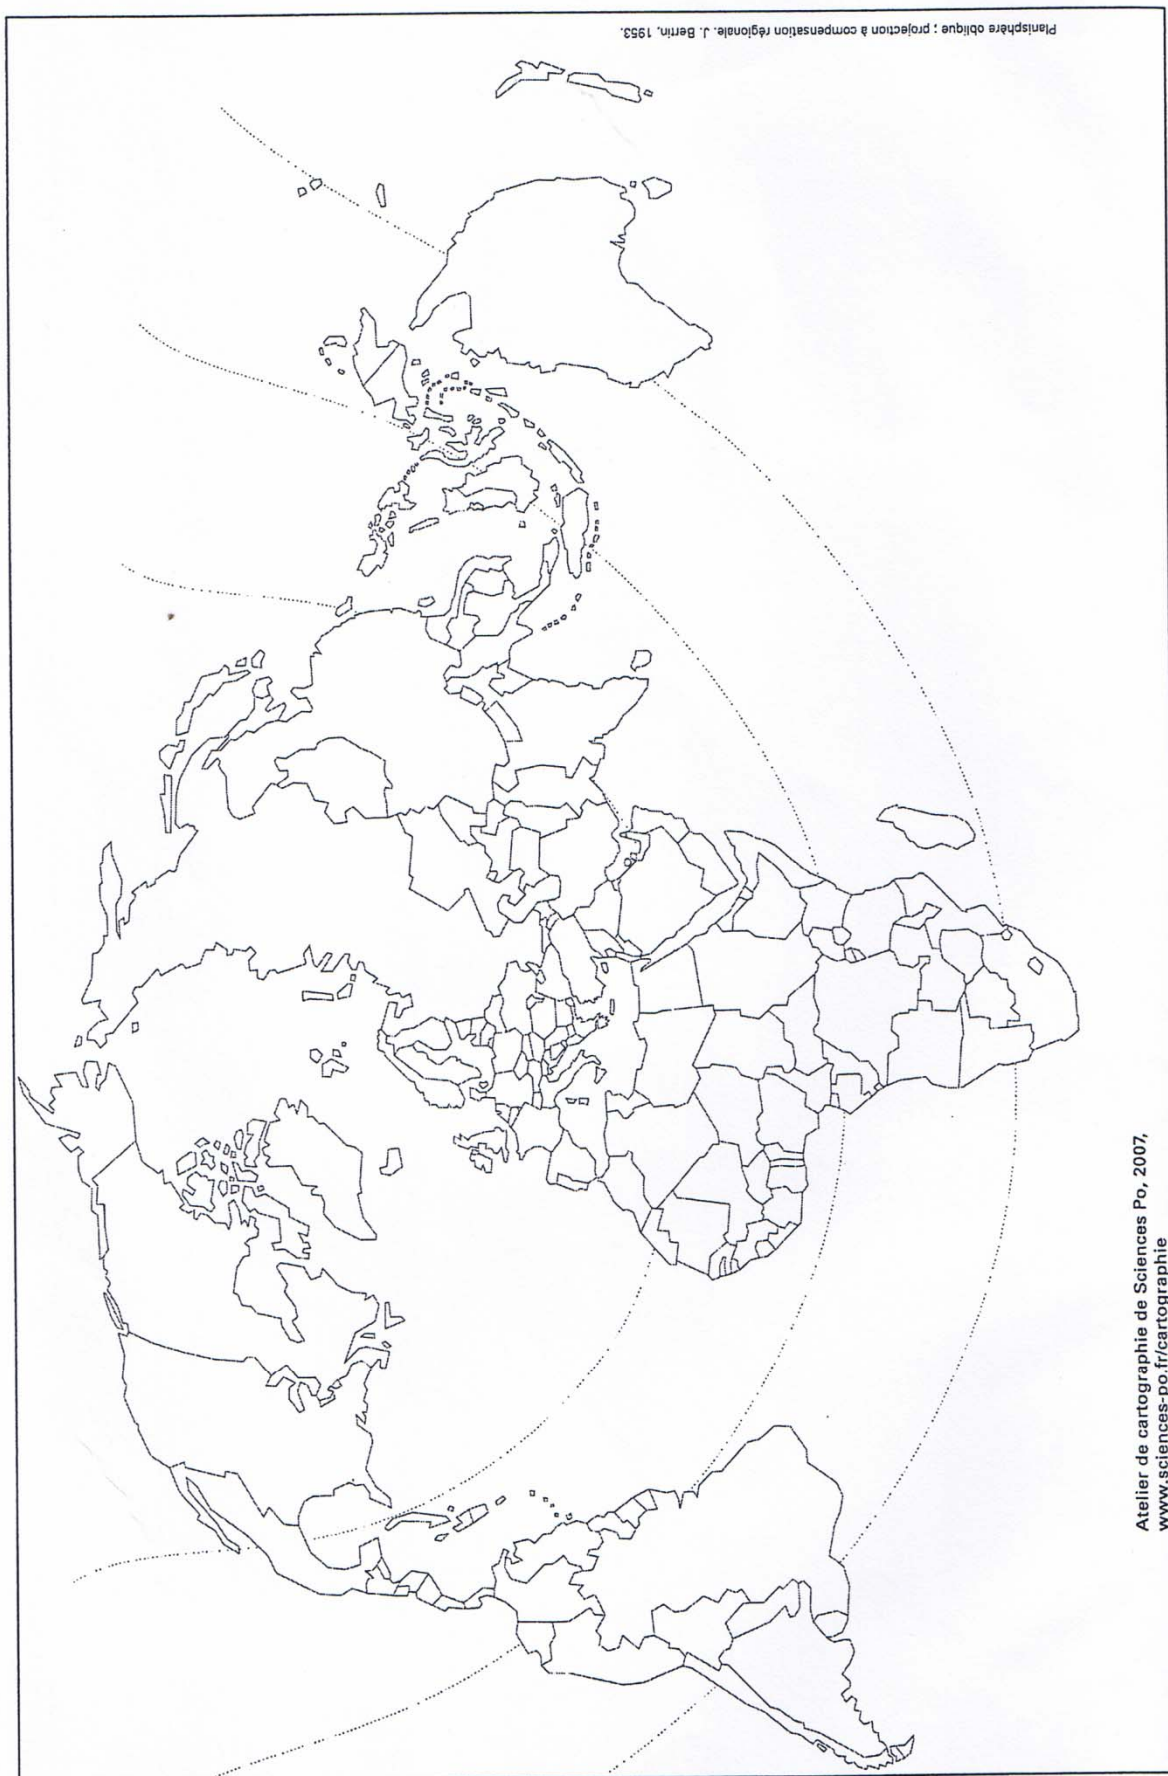 Planisphère oblique ; projection à compensation régionale. J. Bertin, 1953.
Atelier de cartographie de Sciences Po, 2007,
www.sciences-po.fr/cartographie